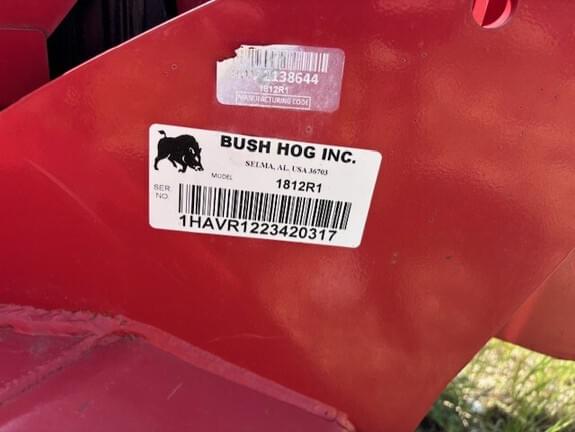 2138644
1812R1
MANUFACTURING CODE
BUSH HOG INC.
SELMA, AL. USA 36703
MODEL 1812R1
SER
NO.
1HAVR1223420317